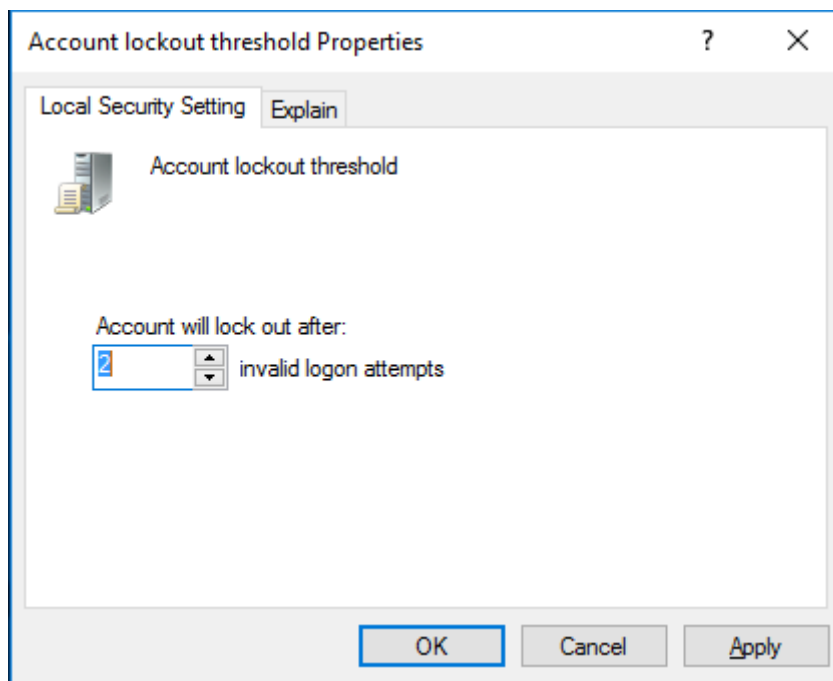 Account lockout threshold Properties
?
Local Security Setting
Explain
Account lockout threshold
Account will lock out after:
2 invalid logon attempts
OK
Cancel
Apply